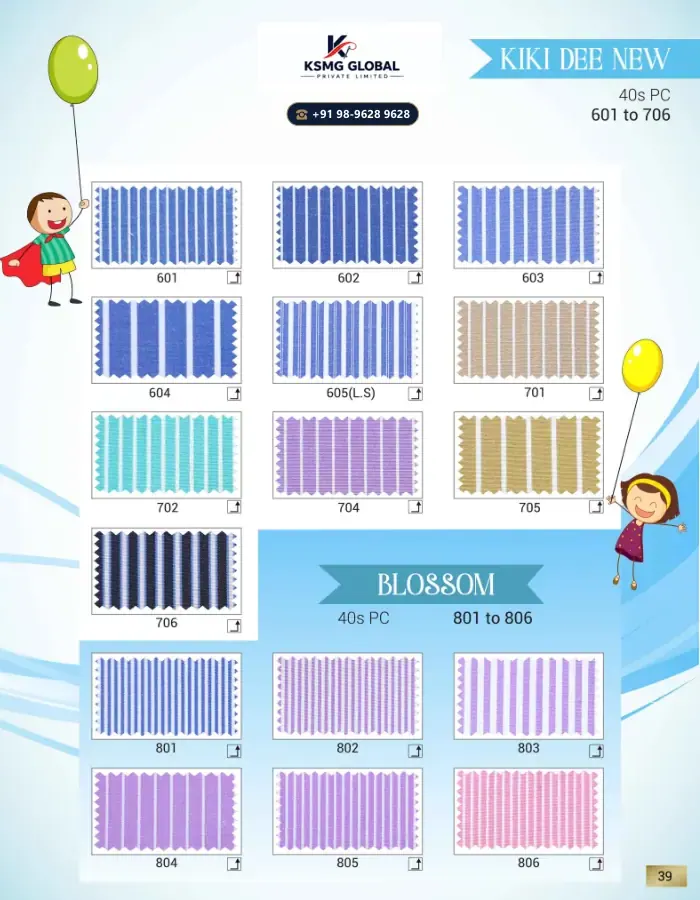 KSMG GLOBAL
PRIVATE LIMITED
+91 98-9628 9628
KIKI DEE NEW
40s PC
601 to 706
601
602
603
604
605(L.S)
701
702
704
705
706
BLOSSOM
40s PC 801 to 806
801
802
803
804
805
806
39